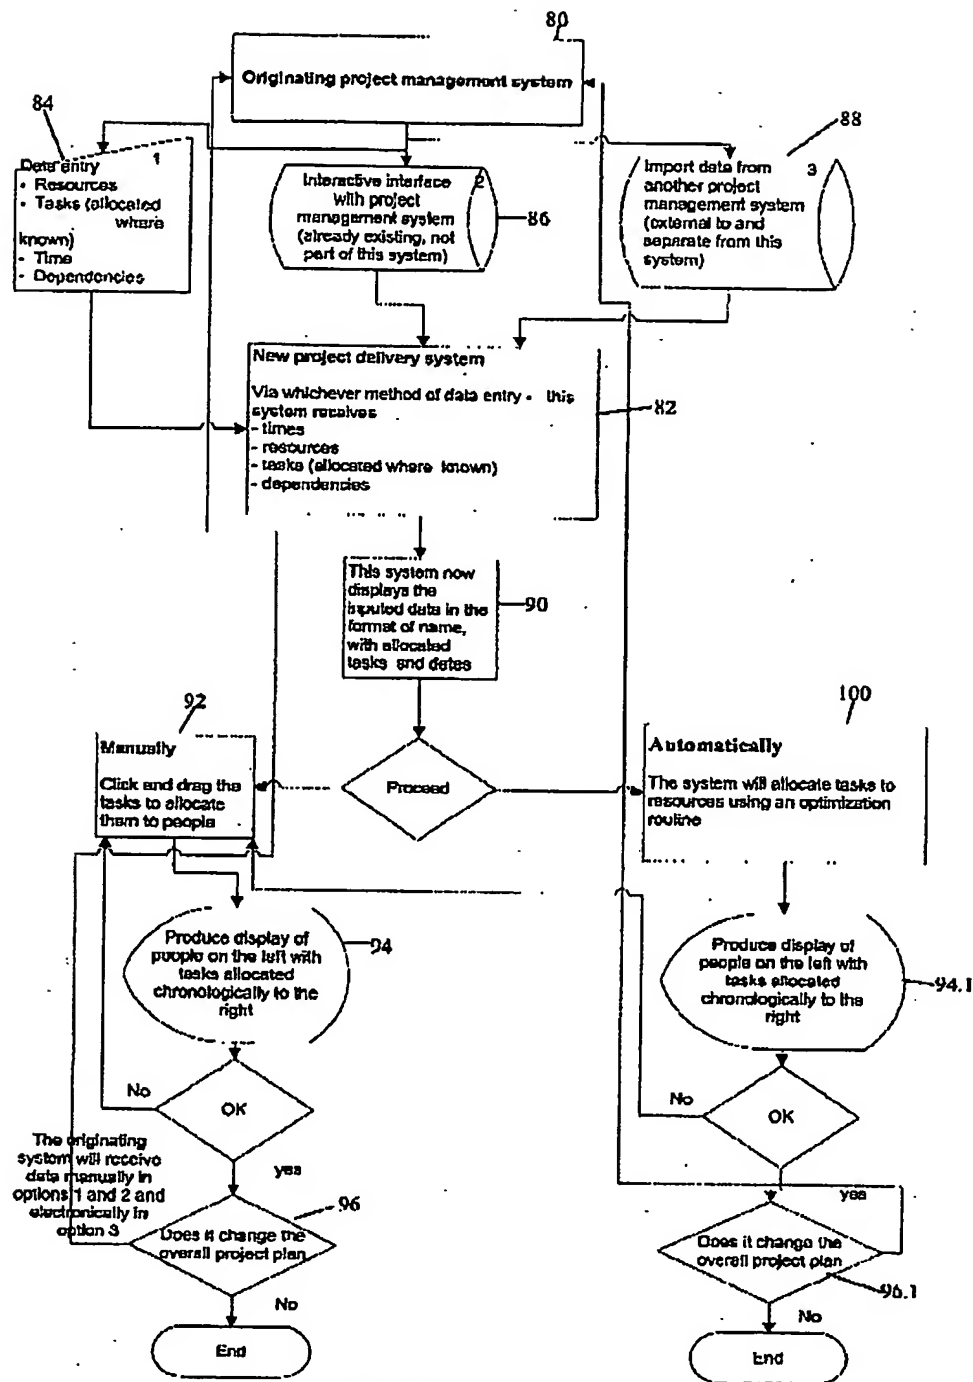 80
Originating project management system
84
88
1
Data entry
• Resources
• Tasks (allocated
where
known)
- Time
- Dependencies
2
Interactive interface
with project
management system
(already existing, not
part of this system)
86
3
Import data from
another project
management system
(external to and
separate from this
system)
New project delivery system
Via whichever method of data entry - this
system receives
- times
- resources
- tasks (allocated where known)
- dependencies
82
This system now
displays the
inputed data in the
format of name,
with allocated
tasks and dates
90
92
Manually
Click and drag the
tasks to allocate
them to people
Proceed
100
Automatically
The system will allocate tasks to
resources using an optimization
routine
Produce display of
people on the left with
tasks allocated
chronologically to the
right
94
Produce display of
people on the left with
tasks allocated
chronologically to the
right
94.1
No
OK
No
OK
The originating
system will receive
data manually in
options 1 and 2 and
electronically in
option 3
yes
yes
96
Does it change the
overall project plan
Does it change the
overall project plan
96.1
No
No
End
End